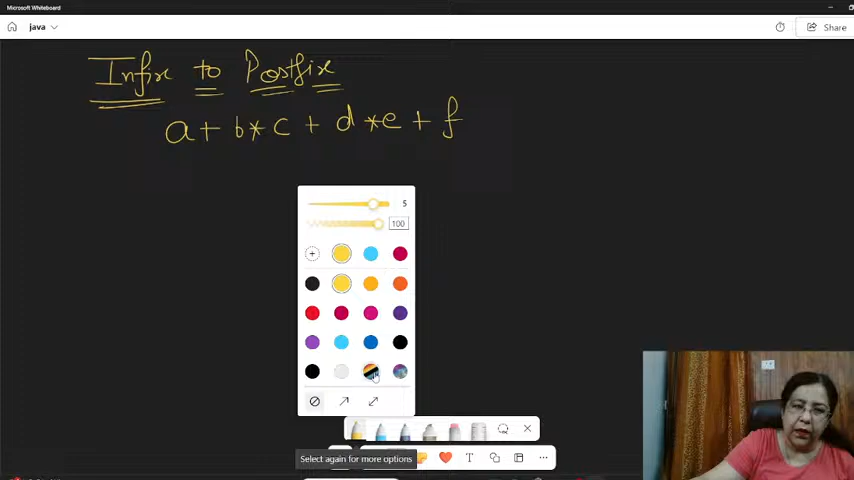 Microsoft Whiteboard
java
Share
Infix to Postfix
a + b * c + d * e + f
5
100
Select again for more options